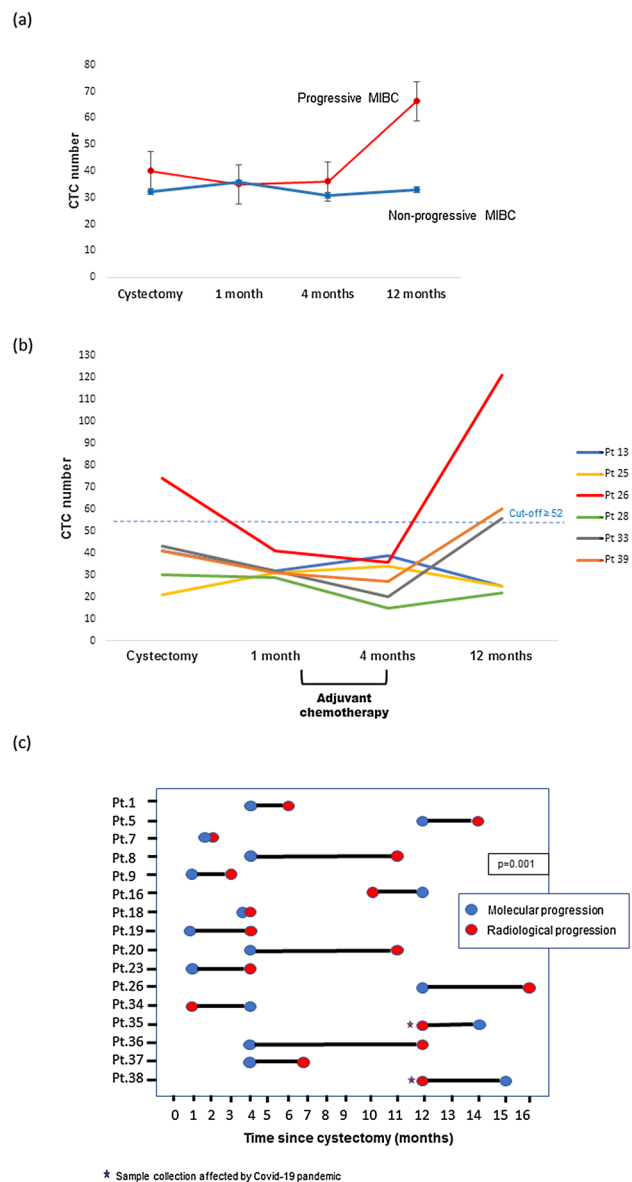 (a)
80
70
60
50
40
30
20
10
0
CTC number
Progressive MIBC
Non-progressive MIBC
Cystectomy 1 month 4 months 12 months
(b)
130
120
110
100
90
80
70
60
50
40
30
20
10
0
CTC number
Cut-off ≥ 52
Pt 13
Pt 25
Pt 26
Pt 28
Pt 33
Pt 39
Cystectomy 1 month 4 months 12 months
Adjuvant
chemotherapy
(c)
Pt.1
Pt.5
Pt.7
Pt.8
Pt.9
Pt.16
Pt.18
Pt.19
Pt.20
Pt.23
Pt.26
Pt.34
Pt.35
Pt.36
Pt.37
Pt.38
p=0.001
Molecular progression
Radiological progression
0 1 2 3 4 6 7 8 9 10 11 12 13 14 15 16
Time since cystectomy (months)
Sample collection affected by Covid-19 pandemic